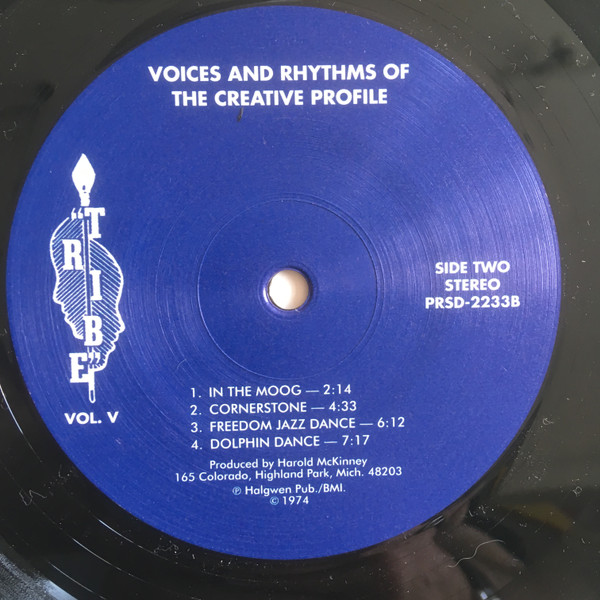 VOICES AND RHYTHMS OF
THE CREATIVE PROFILE
"TRIBE"
VOL. V
SIDE TWO
STEREO
PRSD-2233B
1. IN THE MOOG — 2:14
2. CORNERSTONE — 4:33
3. FREEDOM JAZZ DANCE — 6:12
4. DOLPHIN DANCE — 7:17
Produced by Harold McKinney
165 Colorado, Highland Park, Mich. 48203
℗ Halgwen Pub./BMI.
© 1974